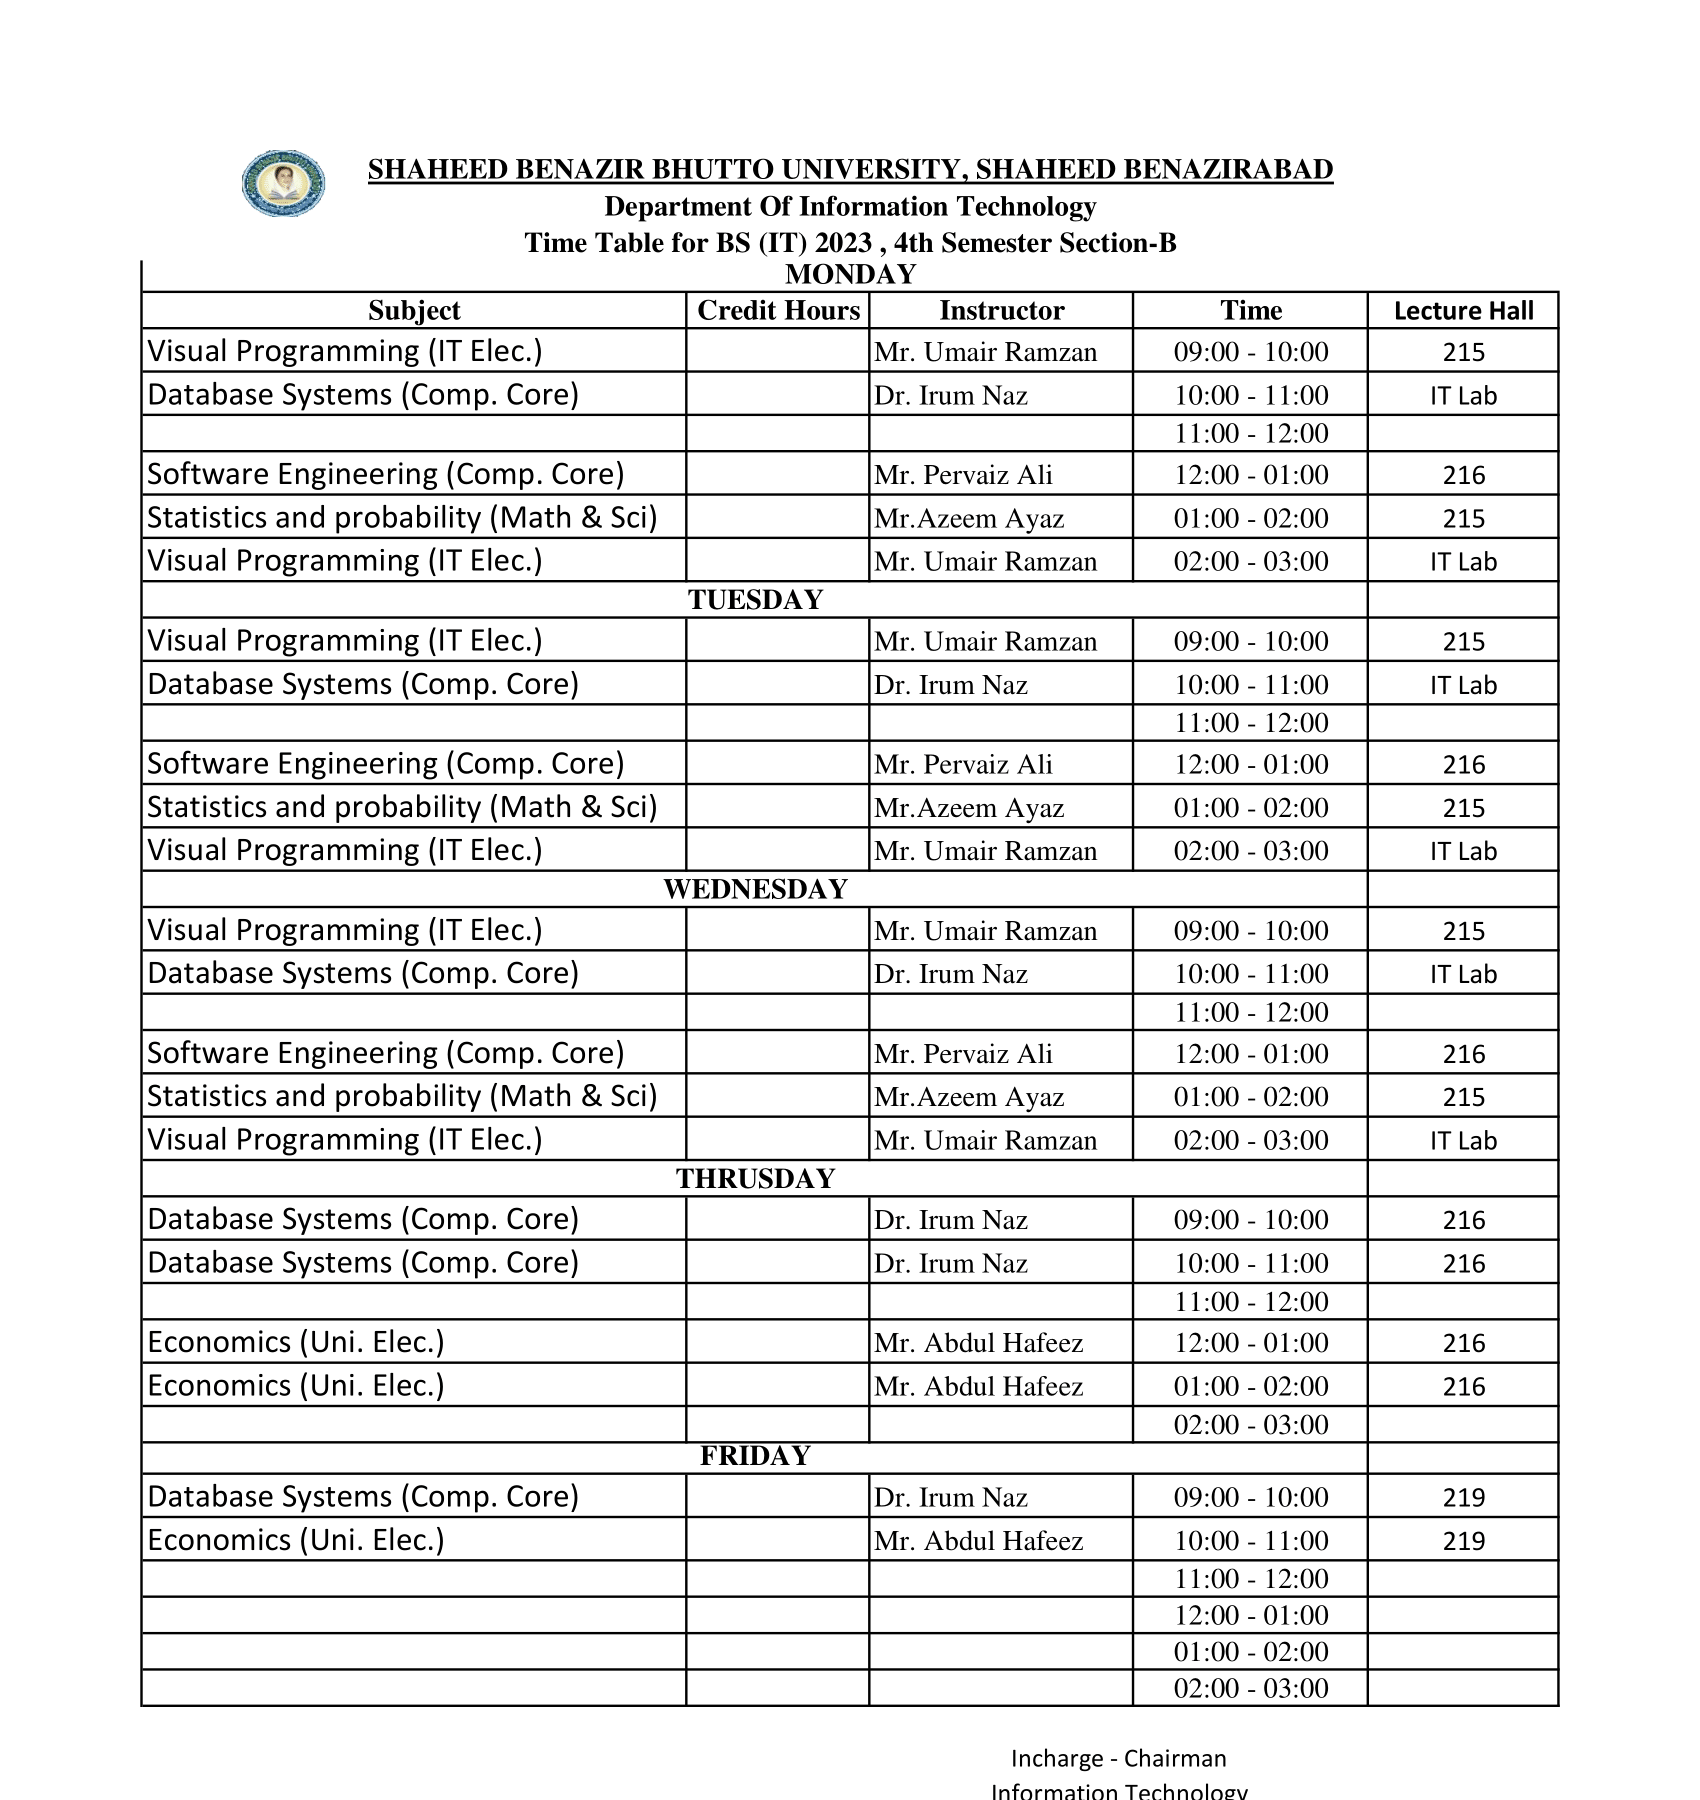 SHAHEED BENAZIR BHUTTO UNIVERSITY, SHAHEED BENAZIRABAD
Department Of Information Technology
Time Table for BS (IT) 2023 , 4th Semester Section-B
MONDAY
Subject Credit Hours Instructor Time Lecture Hall
Visual Programming (IT Elec.) Mr. Umair Ramzan 09:00 - 10:00 215
Database Systems (Comp. Core) Dr. Irum Naz 10:00 - 11:00 IT Lab
11:00 - 12:00
Software Engineering (Comp. Core) Mr. Pervaiz Ali 12:00 - 01:00 216
Statistics and probability (Math & Sci) Mr.Azeem Ayaz 01:00 - 02:00 215
Visual Programming (IT Elec.) Mr. Umair Ramzan 02:00 - 03:00 IT Lab
TUESDAY
Visual Programming (IT Elec.) Mr. Umair Ramzan 09:00 - 10:00 215
Database Systems (Comp. Core) Dr. Irum Naz 10:00 - 11:00 IT Lab
11:00 - 12:00
Software Engineering (Comp. Core) Mr. Pervaiz Ali 12:00 - 01:00 216
Statistics and probability (Math & Sci) Mr.Azeem Ayaz 01:00 - 02:00 215
Visual Programming (IT Elec.) Mr. Umair Ramzan 02:00 - 03:00 IT Lab
WEDNESDAY
Visual Programming (IT Elec.) Mr. Umair Ramzan 09:00 - 10:00 215
Database Systems (Comp. Core) Dr. Irum Naz 10:00 - 11:00 IT Lab
11:00 - 12:00
Software Engineering (Comp. Core) Mr. Pervaiz Ali 12:00 - 01:00 216
Statistics and probability (Math & Sci) Mr.Azeem Ayaz 01:00 - 02:00 215
Visual Programming (IT Elec.) Mr. Umair Ramzan 02:00 - 03:00 IT Lab
THRUSDAY
Database Systems (Comp. Core) Dr. Irum Naz 09:00 - 10:00 216
Database Systems (Comp. Core) Dr. Irum Naz 10:00 - 11:00 216
11:00 - 12:00
Economics (Uni. Elec.) Mr. Abdul Hafeez 12:00 - 01:00 216
Economics (Uni. Elec.) Mr. Abdul Hafeez 01:00 - 02:00 216
02:00 - 03:00
FRIDAY
Database Systems (Comp. Core) Dr. Irum Naz 09:00 - 10:00 219
Economics (Uni. Elec.) Mr. Abdul Hafeez 10:00 - 11:00 219
11:00 - 12:00
12:00 - 01:00
01:00 - 02:00
02:00 - 03:00
Incharge - Chairman
Information Technology